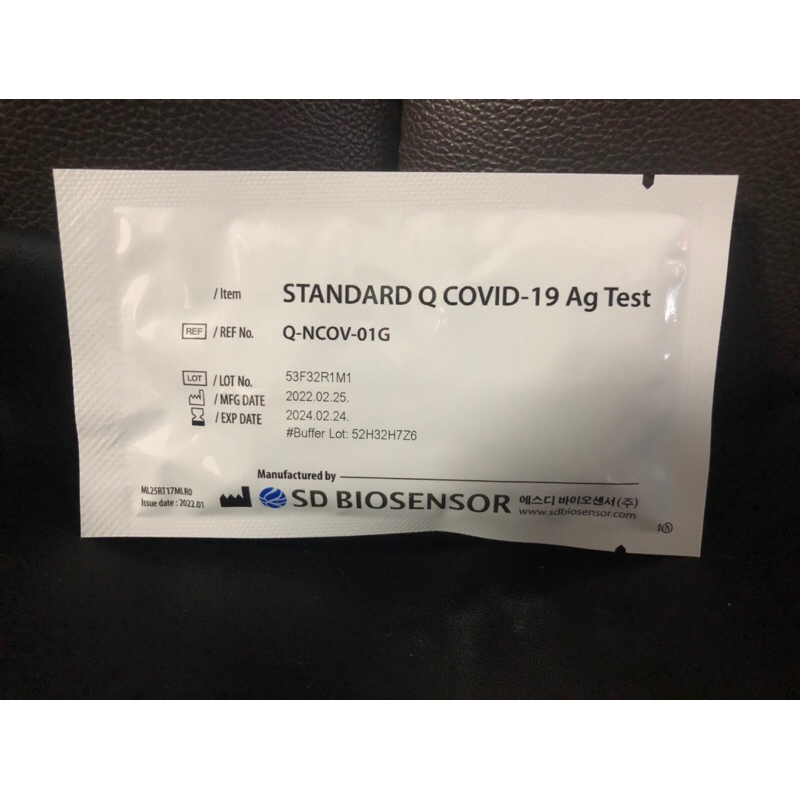 / Item STANDARD Q COVID-19 Ag Test
REF / REF No. Q-NCOV-01G
LOT / LOT No. 53F32R1M1
/ MFG DATE 2022.02.25.
/ EXP DATE 2024.02.24.
#Buffer Lot: 52H32H7Z6
Manufactured by
SD BIOSENSOR 에스디 바이오센서(주)
www.sdbiosensor.com
ML25RT17MLR0
Issue date : 2022.01